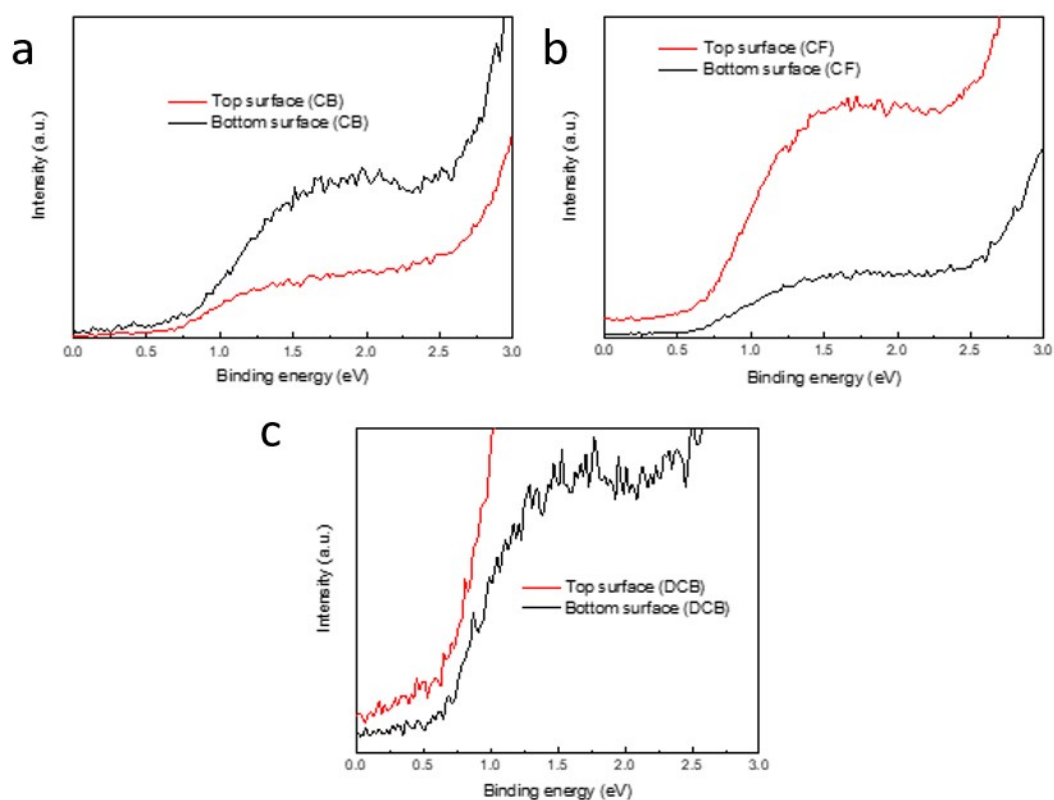 a
Intensity (a.u.)
Top surface (CB)
Bottom surface (CB)
0.0 0.5 1.0 1.5 2.0 2.5 3.0
Binding energy (eV)
b
Intensity (a.u.)
Top surface (CF)
Bottom surface (CF)
0.0 0.5 1.0 1.5 2.0 2.5 3.0
Binding energy (eV)
c
Intensity (a.u.)
Top surface (DCB)
Bottom surface (DCB)
0.0 0.5 1.0 1.5 2.0 2.5 3.0
Binding energy (eV)